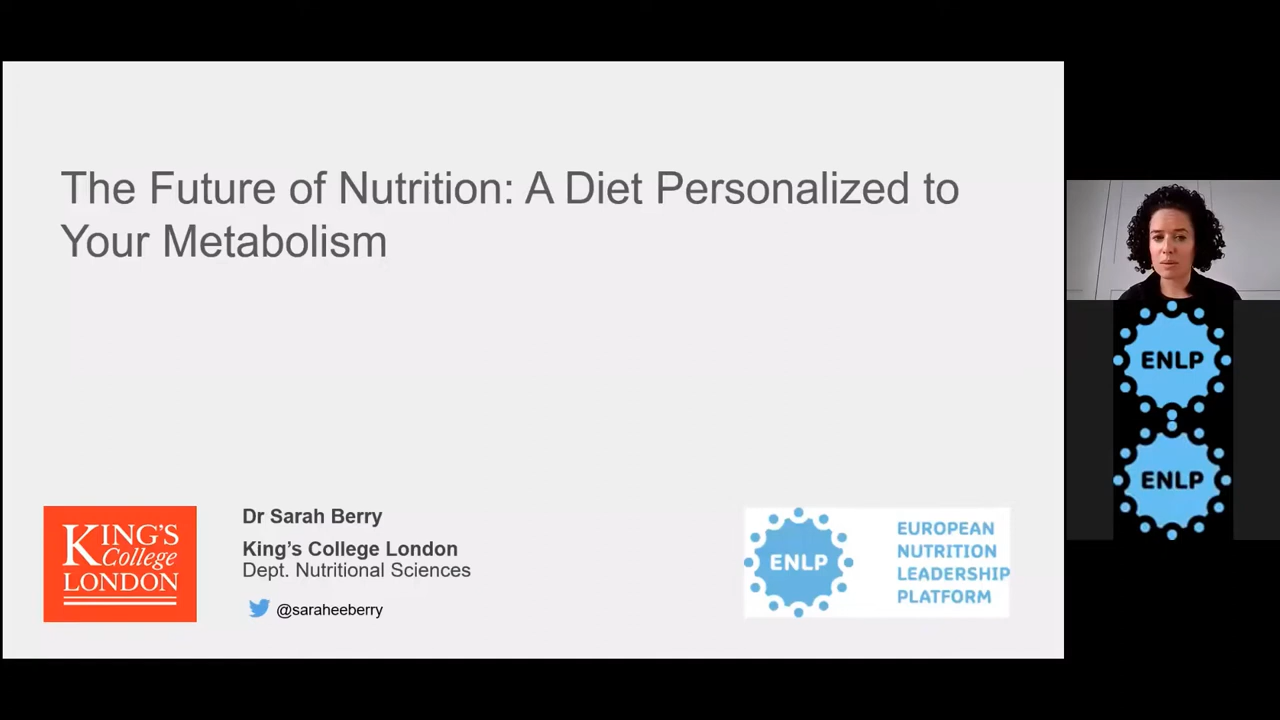 The Future of Nutrition: A Diet Personalized to
Your Metabolism
KING'S
College
LONDON
Dr Sarah Berry
King's College London
Dept. Nutritional Sciences
@saraheeberry
ENLP
EUROPEAN
NUTRITION
LEADERSHIP
PLATFORM
ENLP
ENLP